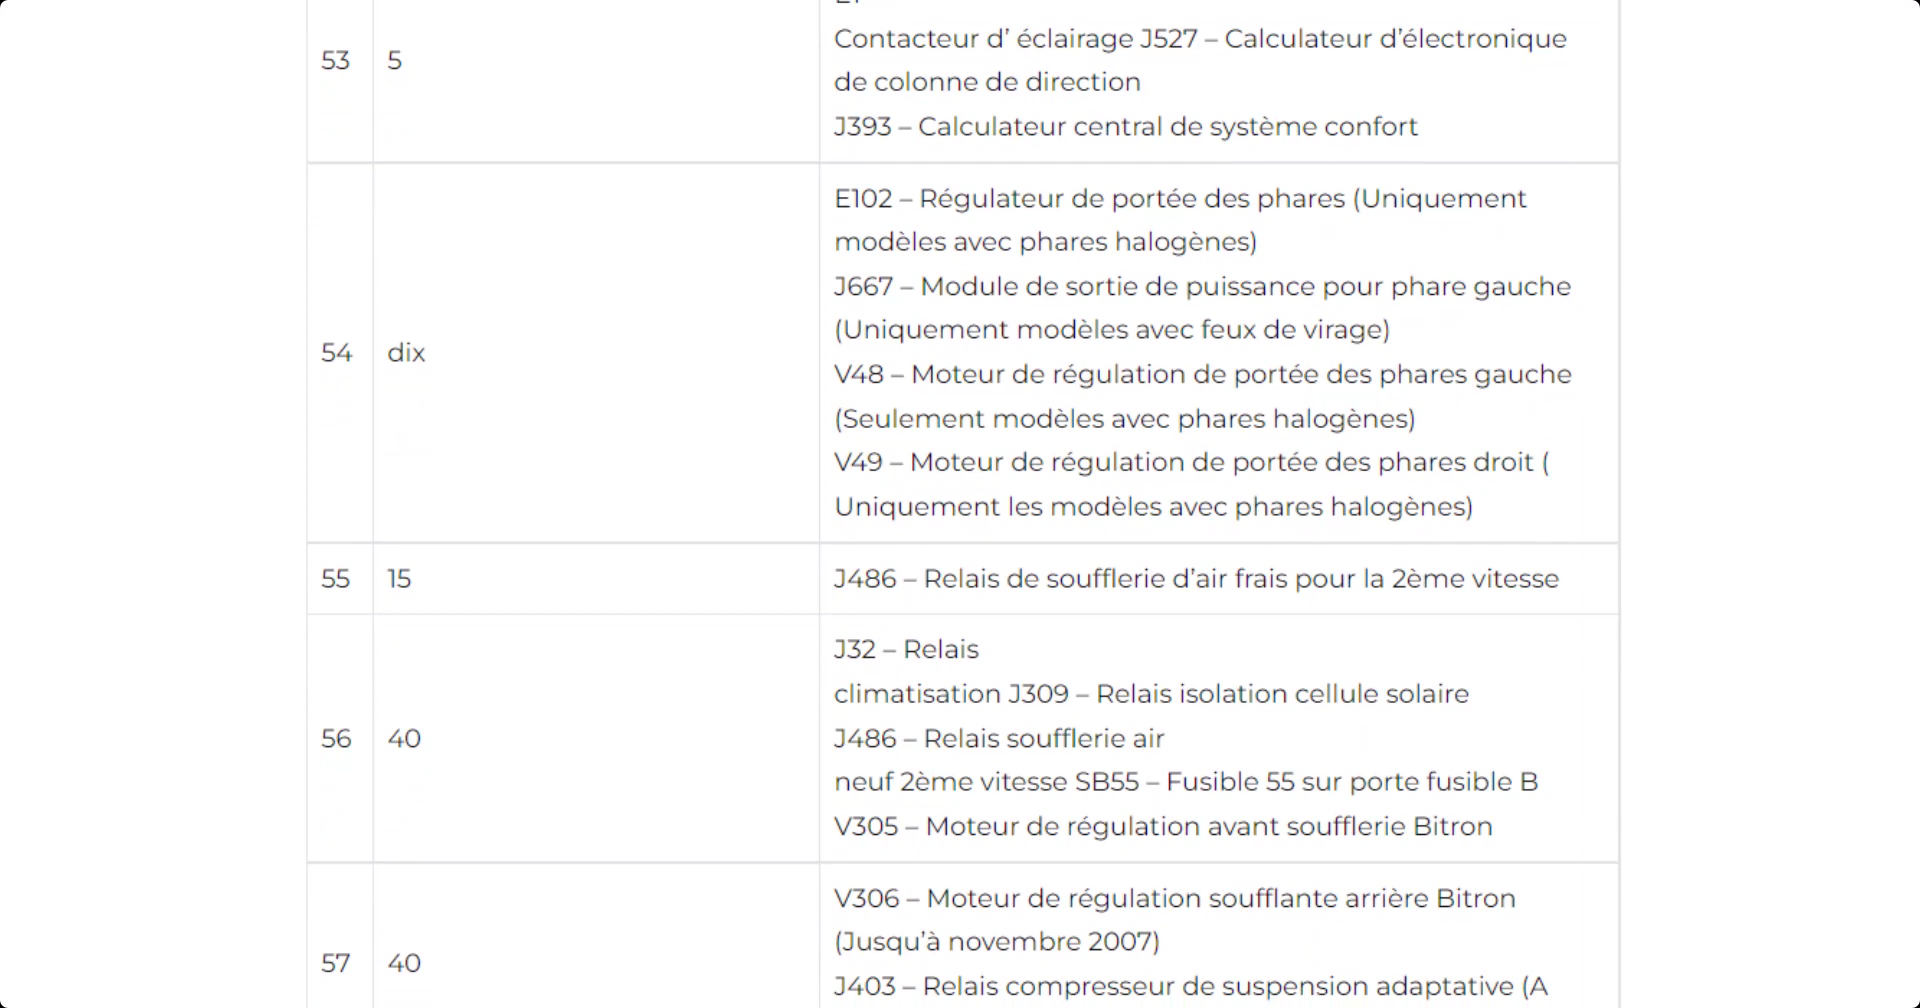 53
5
Contacteur d’ éclairage J527 – Calculateur d’électronique
de colonne de direction
J393 – Calculateur central de système confort
54
dix
E102 – Régulateur de portée des phares (Uniquement
modèles avec phares halogènes)
J667 – Module de sortie de puissance pour phare gauche
(Uniquement modèles avec feux de virage)
V48 – Moteur de régulation de portée des phares gauche
(Seulement modèles avec phares halogènes)
V49 – Moteur de régulation de portée des phares droit (
Uniquement les modèles avec phares halogènes)
55
15
J486 – Relais de soufflerie d’air frais pour la 2ème vitesse
56
40
J32 – Relais
climatisation J309 – Relais isolation cellule solaire
J486 – Relais soufflerie air
neuf 2ème vitesse SB55 – Fusible 55 sur porte fusible B
V305 – Moteur de régulation avant soufflerie Bitron
57
40
V306 – Moteur de régulation soufflante arrière Bitron
(Jusqu’à novembre 2007)
J403 – Relais compresseur de suspension adaptative (A